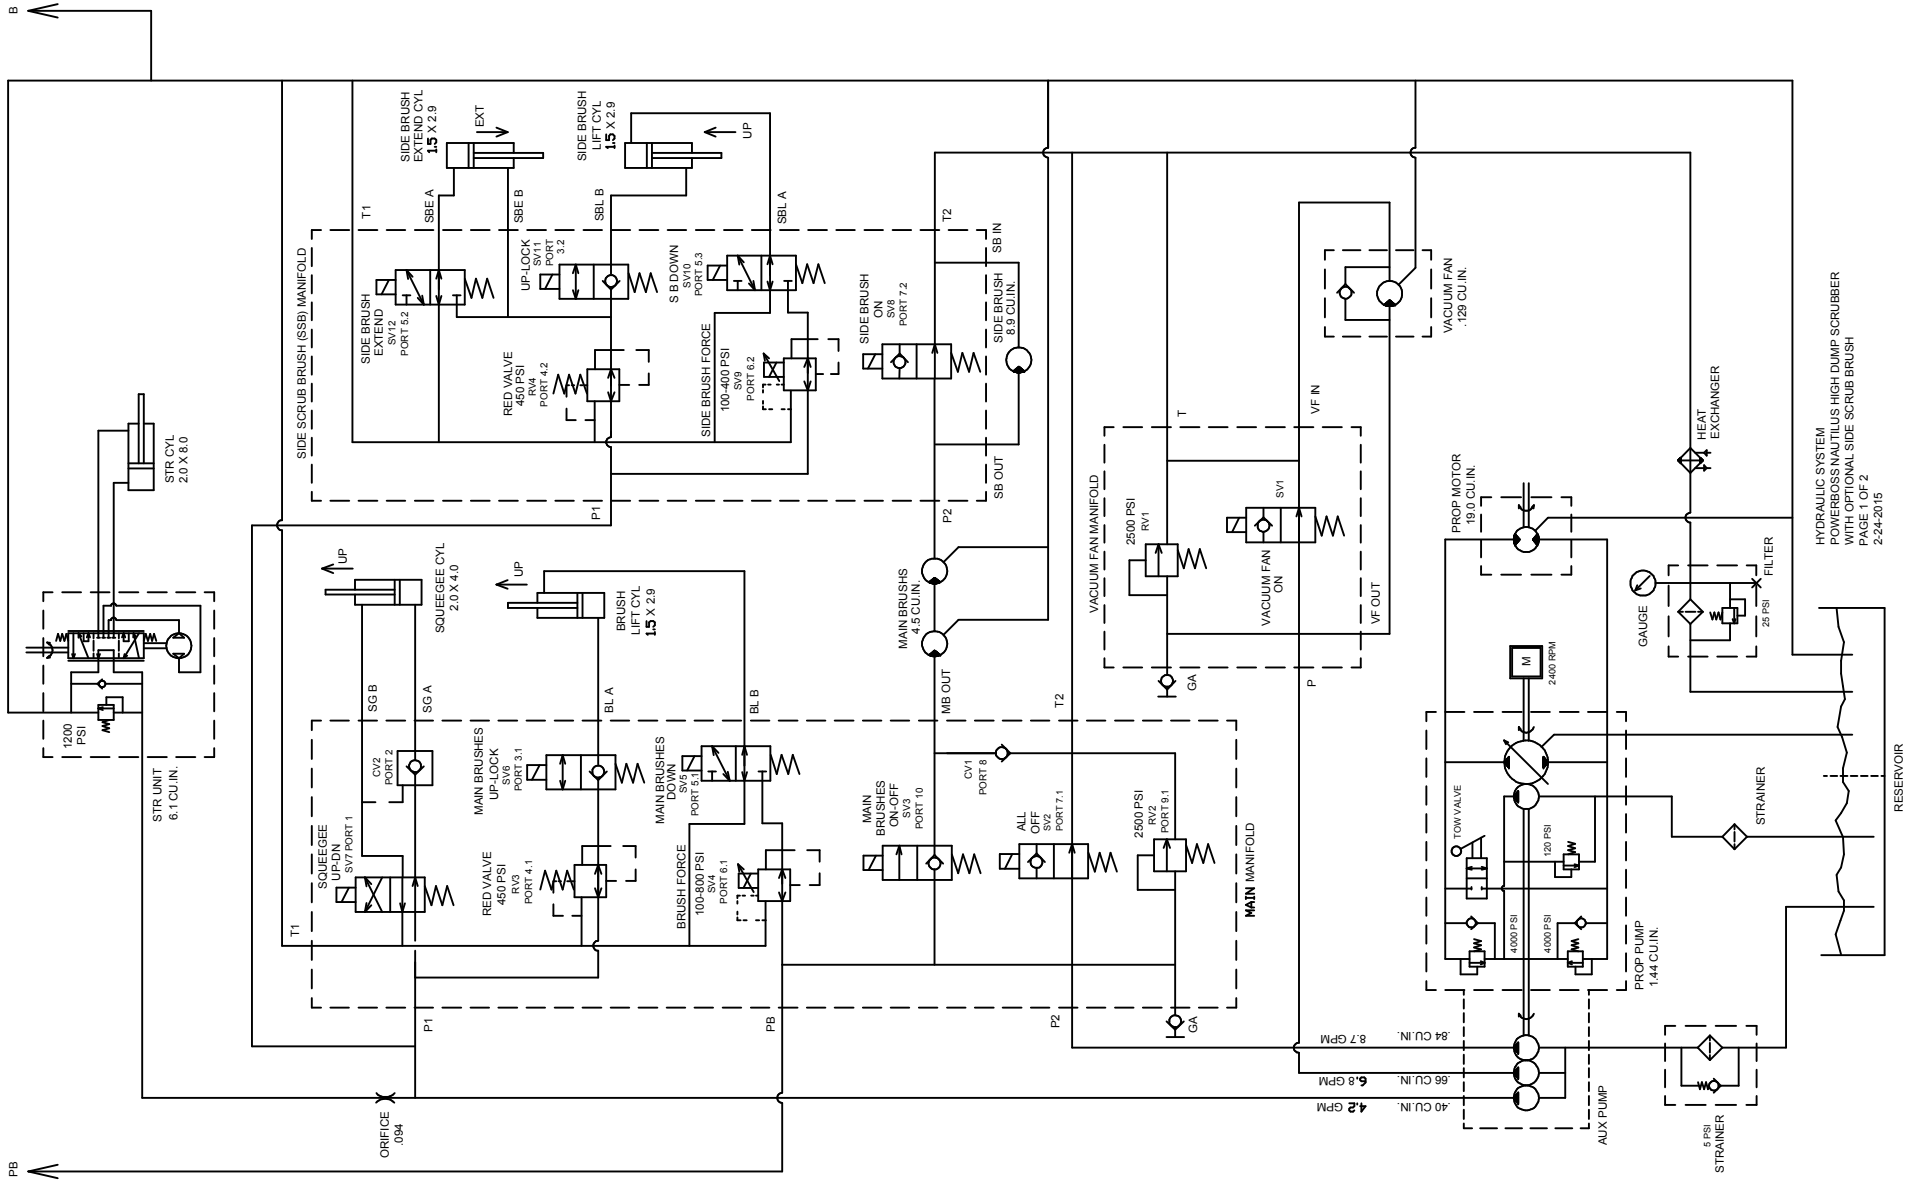 B
PB
STR CYL
2.0 X 8.0
1200
PSI
STR UNIT
6.1 CU.IN.
ORIFICE
.094
SIDE SCRUB BRUSH (SSB) MANIFOLD
T1
SIDE BRUSH
EXTEND CYL
1.5 X 2.9
EXT
SBE A
SBE B
SIDE BRUSH
EXTEND
SV12
PORT 5.2
SIDE BRUSH
LIFT CYL
1.5 X 2.9
UP
SBL B
SBL A
UP-LOCK
SV11
PORT
3.2
S B DOWN
SV10
PORT 5.3
RED VALVE
450 PSI
RV4
PORT 4.2
SIDE BRUSH FORCE
100-400 PSI
SV9
PORT 6.2
SIDE BRUSH
ON
SV8
PORT 7.2
T2
SB IN
SIDE BRUSH
8.9 CU.IN.
SB OUT
P1
P2
UP
SQUEEGEE CYL
2.0 X 4.0
UP
BRUSH
LIFT CYL
1.5 X 2.9
SG B
SG A
BL A
BL B
CV2
PORT 2
SQUEEGEE
UP-DN
SV7 PORT 1
MAIN BRUSHES
UP-LOCK
SV6
PORT 3.1
MAIN BRUSHES
DOWN
SV5
PORT 5.1
RED VALVE
450 PSI
RV3
PORT 4.1
BRUSH FORCE
100-800 PSI
SV4
PORT 6.1
MAIN
BRUSHES
ON-OFF
SV3
PORT 10
CV1
PORT 8
ALL
OFF
SV2
PORT 7.1
2500 PSI
RV2
PORT 9.1
MAIN MANIFOLD
T1
P1
PB
P2
GA
MB OUT
T2
MAIN BRUSHS
4.5 CU.IN.
VACUUM FAN MANIFOLD
2500 PSI
RV1
SV1
VACUUM FAN
ON
T
VF IN
VF OUT
GA
P
VACUUM FAN
.129 CU.IN.
8.7 GPM
.84 CU.IN.
6.8 GPM
.66 CU.IN.
4.2 GPM
.40 CU.IN.
AUX PUMP
PROP MOTOR
19.0 CU.IN.
HEAT
EXCHANGER
GAUGE
FILTER
25 PSI
M
2400 RPM
TOW VALVE
120 PSI
4000 PSI
4000 PSI
PROP PUMP
1.44 CU.IN.
STRAINER
5 PSI
STRAINER
RESERVOIR
HYDRAULIC SYSTEM
POWERBOSS NAUTILUS HIGH DUMP SCRUBBER
WITH OPTIONAL SIDE SCRUB BRUSH
PAGE 1 OF 2
2-24-2015